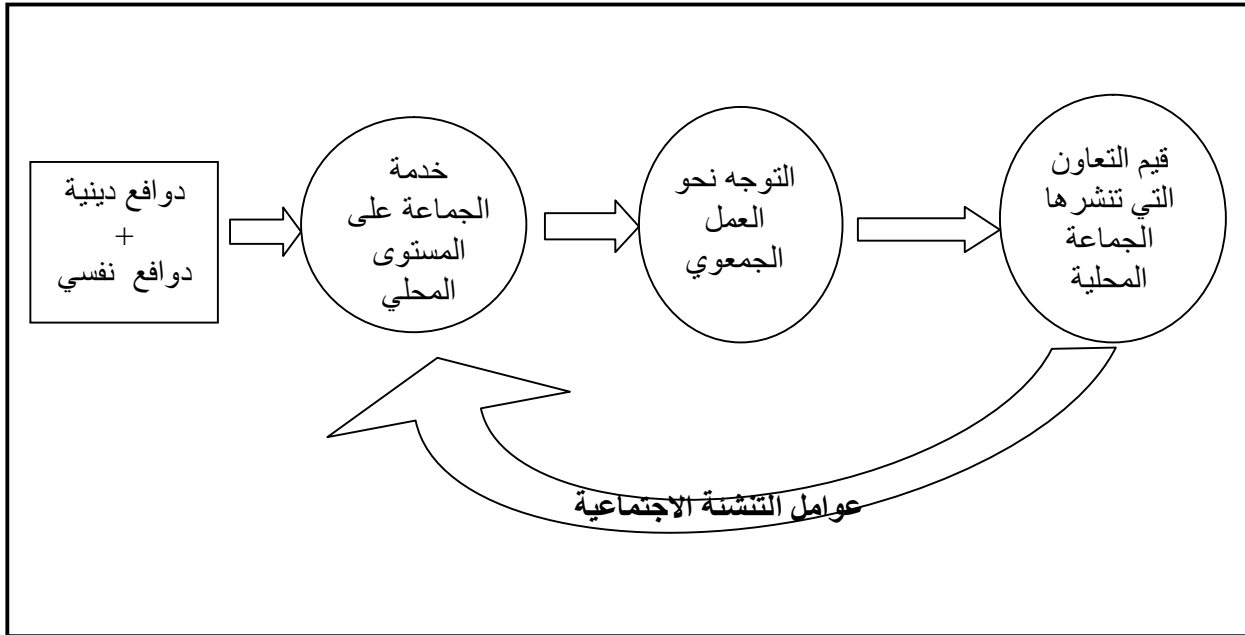 دوافع دينية
+
دوافع نفسي
خدمة
الجماعة على
المستوى
المحلي
التوجه نحو
العمل
الجمعوي
قيم التعاون
التي تنشرها
الجماعة
المحلية
عوامل التنشئة الاجتماعية